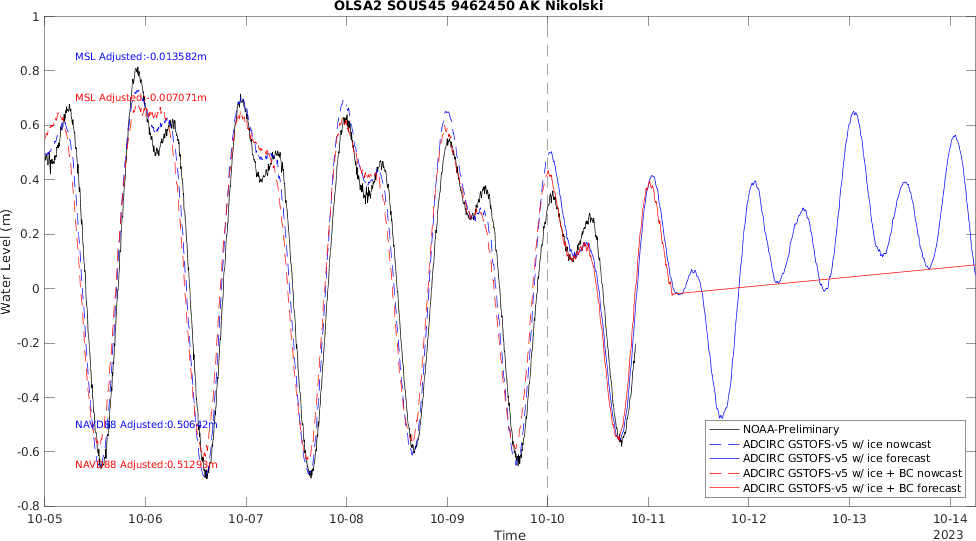 OLSA2 SOUS45 9462450 AK Nikolski
MSL Adjusted:-0.013582m
MSL Adjusted:-0.007071m
NAVD88 Adjusted:0.50642m
NAVD88 Adjusted:0.51293m
Water Level (m)
1
0.8
0.6
0.4
0.2
0
-0.2
-0.4
-0.6
-0.8
10-05 10-06 10-07 10-08 10-09 10-10 10-11 10-12 10-13 10-14
2023
Time
NOAA-Preliminary
ADCIRC GSTOFS-v5 w/ ice nowcast
ADCIRC GSTOFS-v5 w/ ice forecast
ADCIRC GSTOFS-v5 w/ ice + BC nowcast
ADCIRC GSTOFS-v5 w/ ice + BC forecast